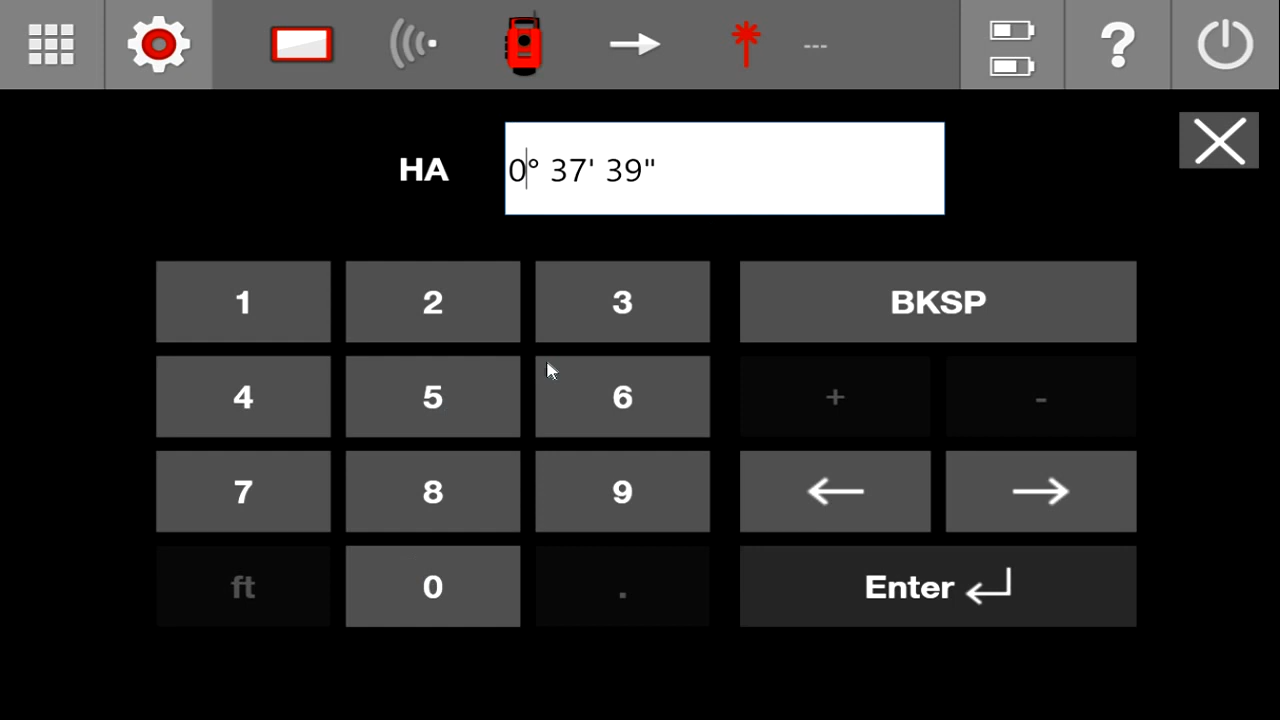 ---
?
HA 0° 37' 39"
1 2 3 BKSP
4 5 6 + -
7 8 9 ← →
ft 0 . Enter